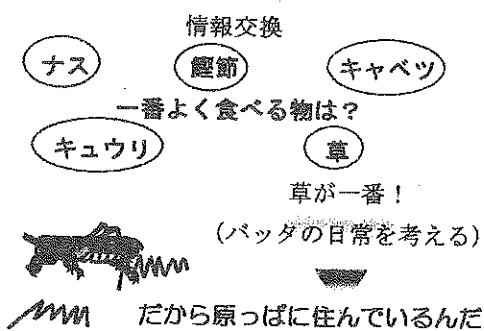 情報交換
ナス 鰹節 キャベツ
一番よく食べる物は?
キュウリ 草
草が一番!
(バッタの日常を考える)
だから原っぱに住んでいるんだ